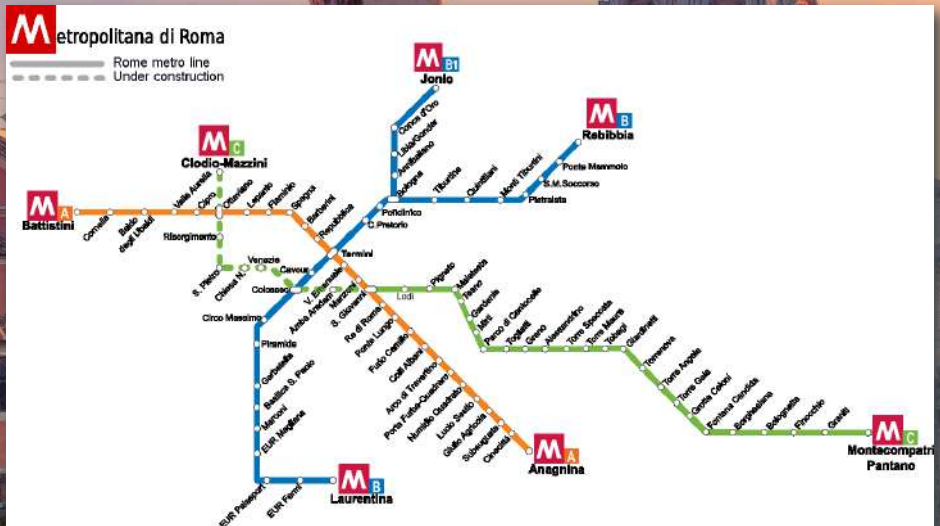 Metropolitana di Roma
Rome metro line
Under construction
M B1
Jonio
M B
Rebibbia
M C
Clodio-Mazzini
M A
Battistini
Cornelia
Baldo
degli Ubaldi
Valle Aurelia
Cipro
Ottaviano
Lepanto
Flaminio
Spagna
Barberini
Repubblica
Termini
Conca d'Oro
Libia/Gondar
Annibaliano
Bologna
Tiburtina
Quintiliani
Monti Tiburtini
Pietralata
S.M.Soccorso
Ponte Mammolo
Policlinico
C.Pretorio
Risorgimento
S. Pietro
Chiesa N.
Venezia
Cavour
Colosseo
Circo Massimo
Piramide
Garbatella
Basilica S. Paolo
Marconi
EUR Magliana
EUR Palasport
EUR Fermi
M B
Laurentina
V. Emanuele
Amba Aradam
Manzoni
S. Giovanni
Re di Roma
Ponte Lungo
Furio Camillo
Colli Albani
Arco di Travertino
Porta Furba-Quadraro
Numidio Quadrato
Lucio Sestio
Giulio Agricola
Subaugusta
Cinecittà
M A
Anagnina
Lodi
Pigneto
Malatesta
Teano
Gardenie
Mirti
Parco di Centocelle
Togliatti
Grano
Alessandrino
Torre Spaccata
Torre Maura
Tobagi
Giardinetti
Torrenova
Torre Angela
Torre Gaia
Grotte Celoni
Fontana Candida
Borghesiana
Bolognetta
Finocchio
Graniti
M C
Montecompatri
Pantano